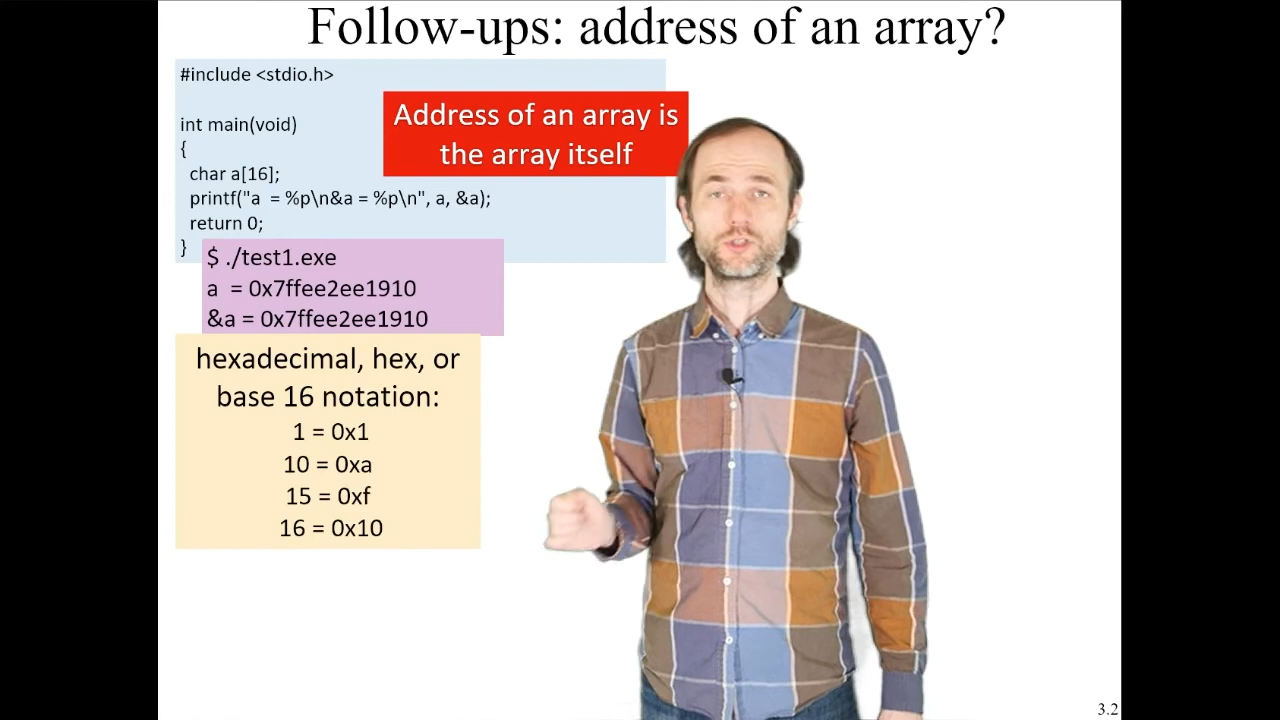 Follow-ups: address of an array?
#include <stdio.h>
Address of an array is
the array itself
int main(void)
{
char a[16];
printf("a  = %p\n&a = %p\n", a, &a);
return 0;
}
$ ./test1.exe
a  = 0x7ffee2ee1910
&a = 0x7ffee2ee1910
hexadecimal, hex, or
base 16 notation:
1 = 0x1
10 = 0xa
15 = 0xf
16 = 0x10
3.2